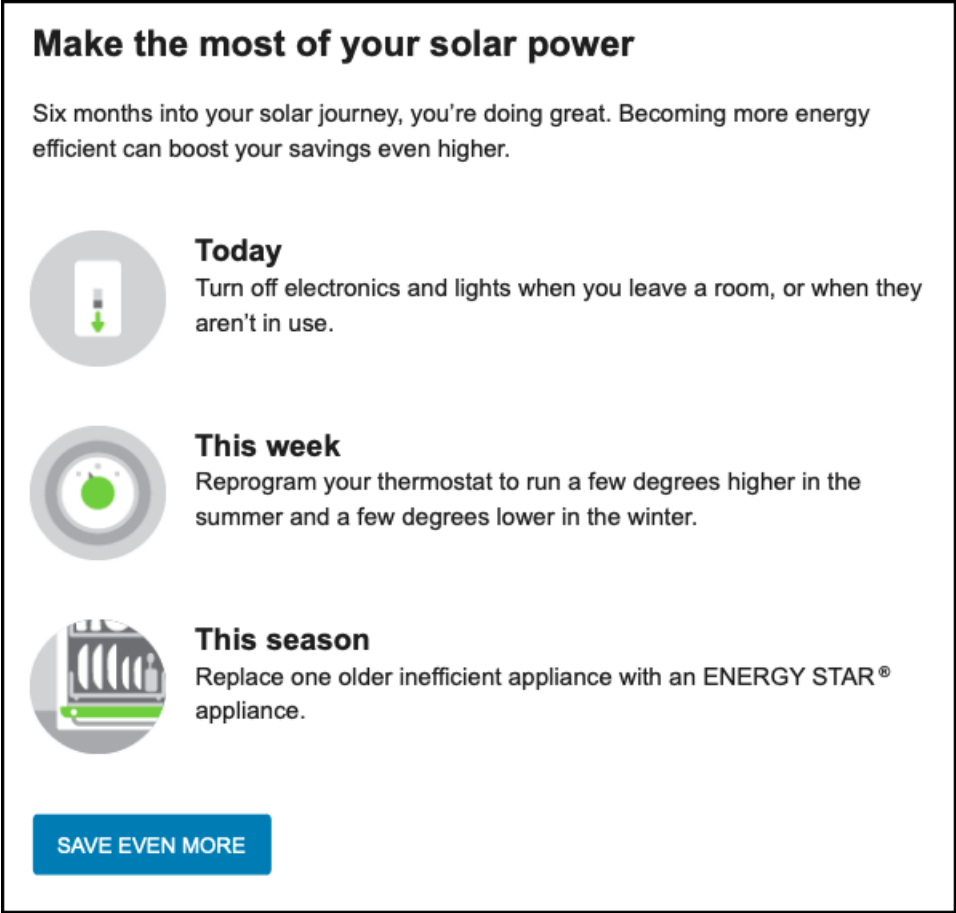 Make the most of your solar power
Six months into your solar journey, you’re doing great. Becoming more energy
efficient can boost your savings even higher.
Today
Turn off electronics and lights when you leave a room, or when they
aren’t in use.
This week
Reprogram your thermostat to run a few degrees higher in the
summer and a few degrees lower in the winter.
This season
Replace one older inefficient appliance with an ENERGY STAR®
appliance.
SAVE EVEN MORE